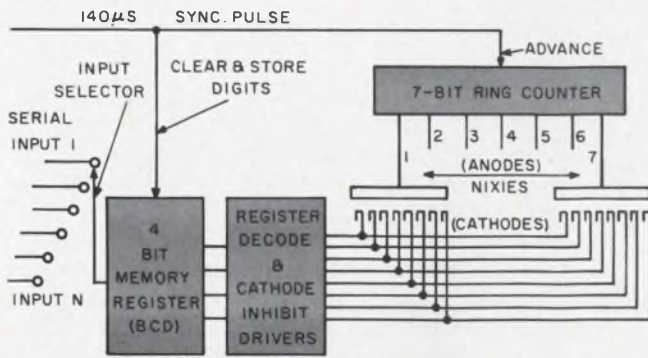 140µS SYNC. PULSE
ADVANCE
INPUT
SELECTOR
CLEAR & STORE
DIGITS
7-BIT RING COUNTER
SERIAL
INPUT 1
1 2 3 4 5 6 7
(ANODES)
NIXIES
(CATHODES)
4
BIT
MEMORY
REGISTER
(BCD)
REGISTER
DECODE
&
CATHODE
INHIBIT
DRIVERS
INPUT N